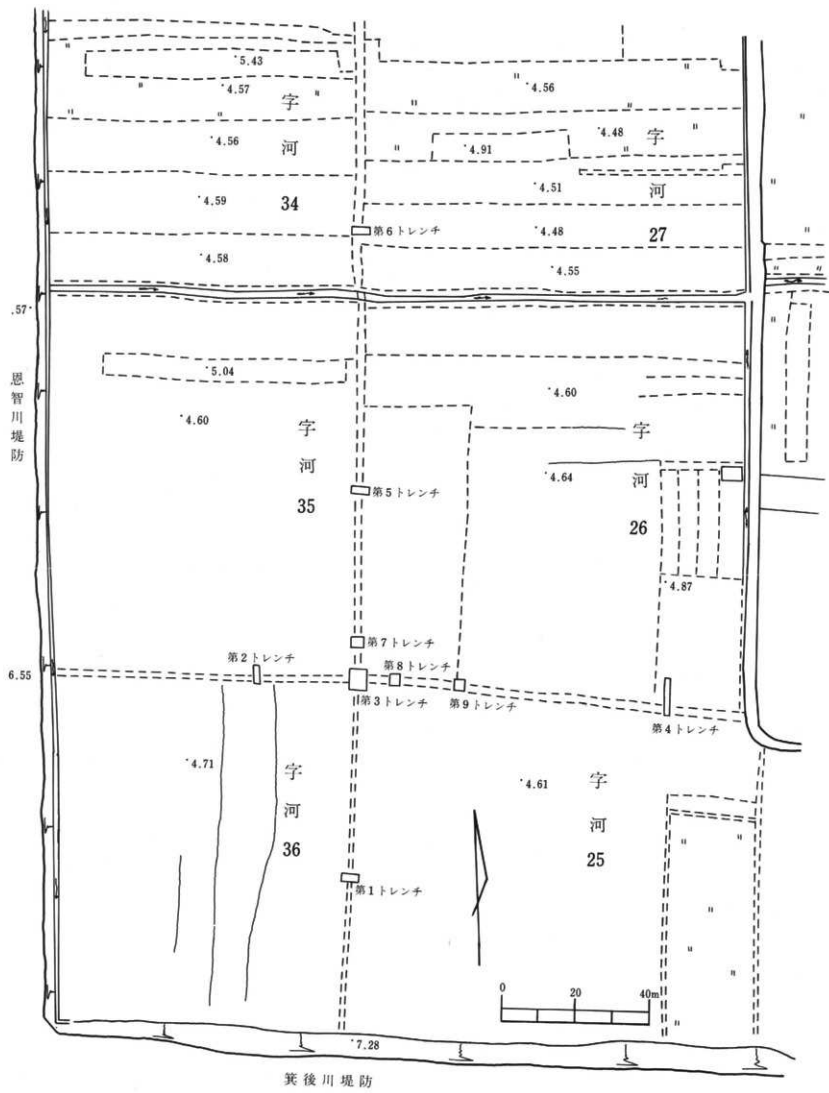 5.43
4.57
字
河
34
4.56
4.59
4.58
4.56
4.48
字
4.91
4.51
河
27
4.48
第6トレンチ
4.55
.57
恩智川堤防
5.04
4.60
字
河
35
4.60
字
4.64
河
26
第5トレンチ
4.87
第7トレンチ
第2トレンチ
第8トレンチ
6.55
第3トレンチ
第9トレンチ
第4トレンチ
4.71
字
河
36
4.61
字
河
25
第1トレンチ
0 20 40m
7.28
箕後川堤防